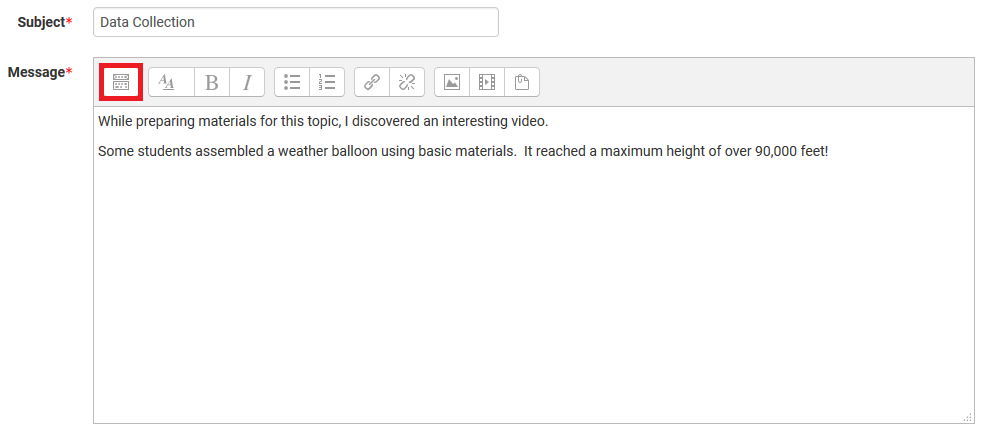 Subject*
Data Collection
Message*
While preparing materials for this topic, I discovered an interesting video.
Some students assembled a weather balloon using basic materials.  It reached a maximum height of over 90,000 feet!